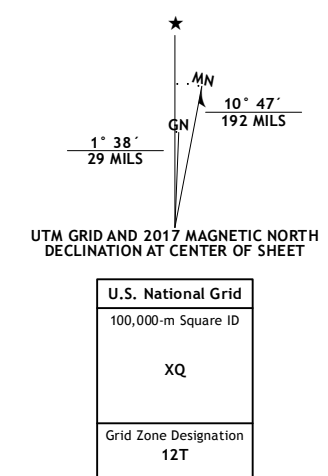 ★
MN
GN
10° 47´
192 MILS
1° 38´
29 MILS
UTM GRID AND 2017 MAGNETIC NORTH
DECLINATION AT CENTER OF SHEET
U.S. National Grid
100,000-m Square ID
XQ
Grid Zone Designation
12T